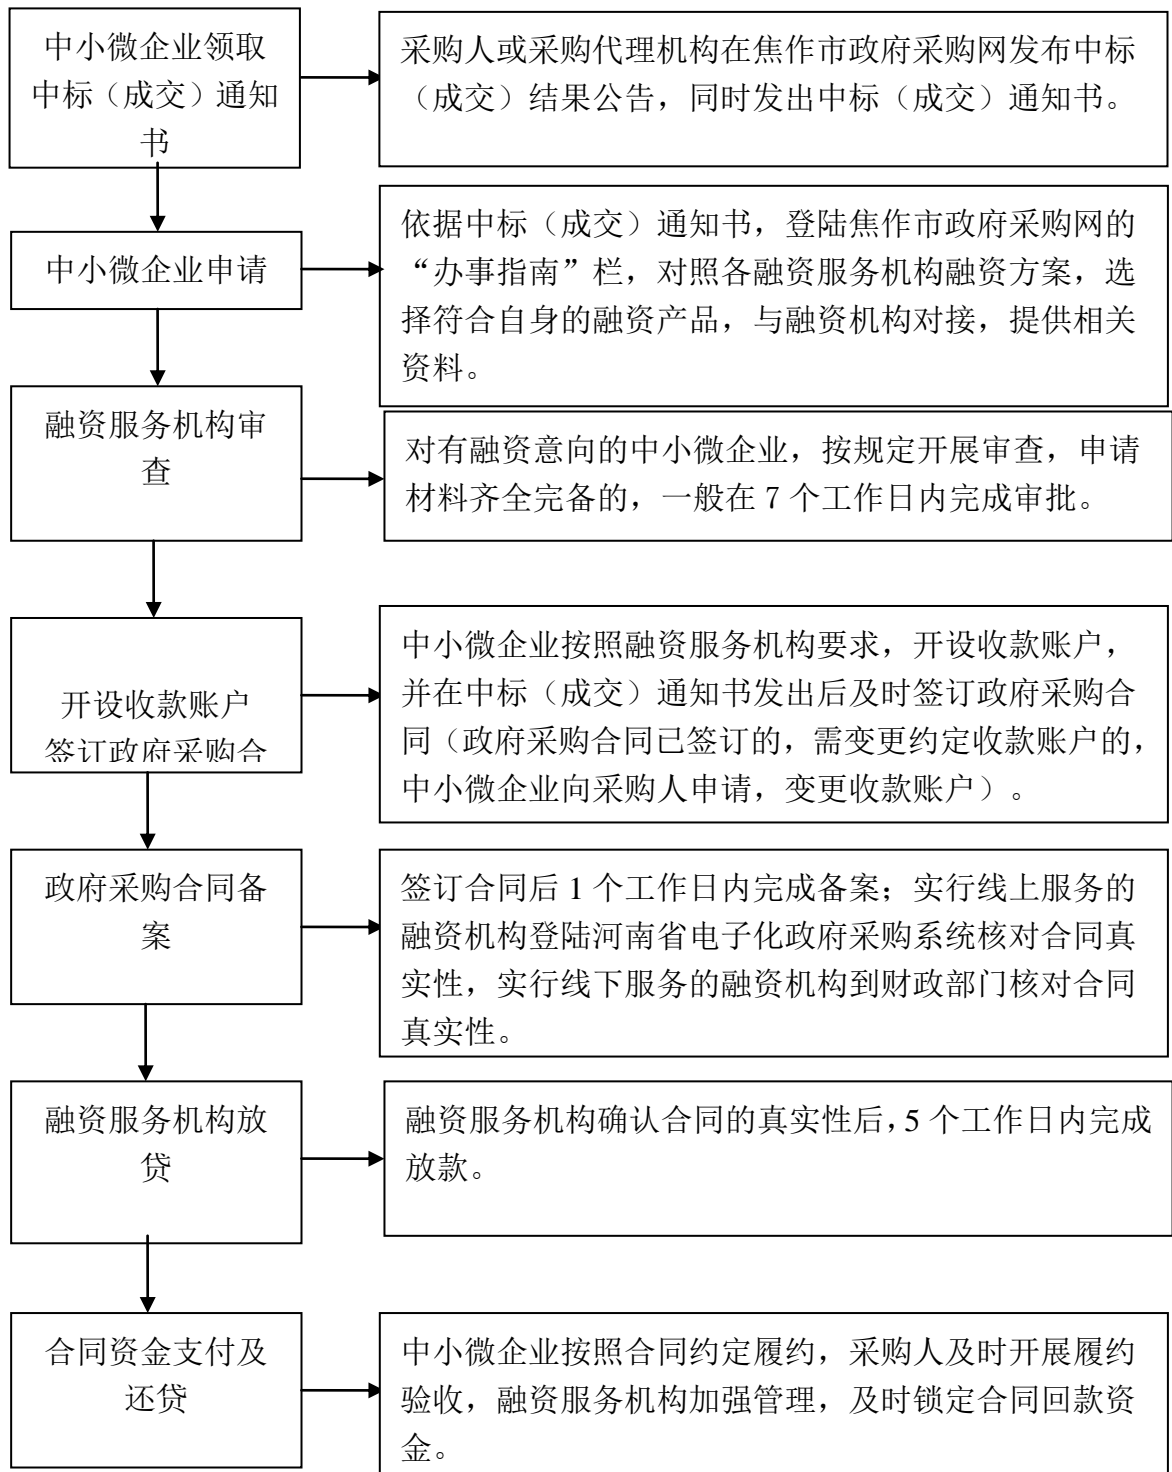 中小微企业领取
中标（成交）通知
书
采购人或采购代理机构在焦作市政府采购网发布中标
（成交）结果公告，同时发出中标（成交）通知书。
中小微企业申请
依据中标（成交）通知书，登陆焦作市政府采购网的
“办事指南”栏，对照各融资服务机构融资方案，选
择符合自身的融资产品，与融资机构对接，提供相关
资料。
融资服务机构审
查
对有融资意向的中小微企业，按规定开展审查，申请
材料齐全完备的，一般在 7 个工作日内完成审批。
开设收款账户
签订政府采购合
中小微企业按照融资服务机构要求，开设收款账户，
并在中标（成交）通知书发出后及时签订政府采购合
同（政府采购合同已签订的，需变更约定收款账户的，
中小微企业向采购人申请，变更收款账户）。
政府采购合同备
案
签订合同后 1 个工作日内完成备案；实行线上服务的
融资机构登陆河南省电子化政府采购系统核对合同真
实性，实行线下服务的融资机构到财政部门核对合同
真实性。
融资服务机构放
贷
融资服务机构确认合同的真实性后，5 个工作日内完成
放款。
合同资金支付及
还贷
中小微企业按照合同约定履约，采购人及时开展履约
验收，融资服务机构加强管理，及时锁定合同回款资
金。